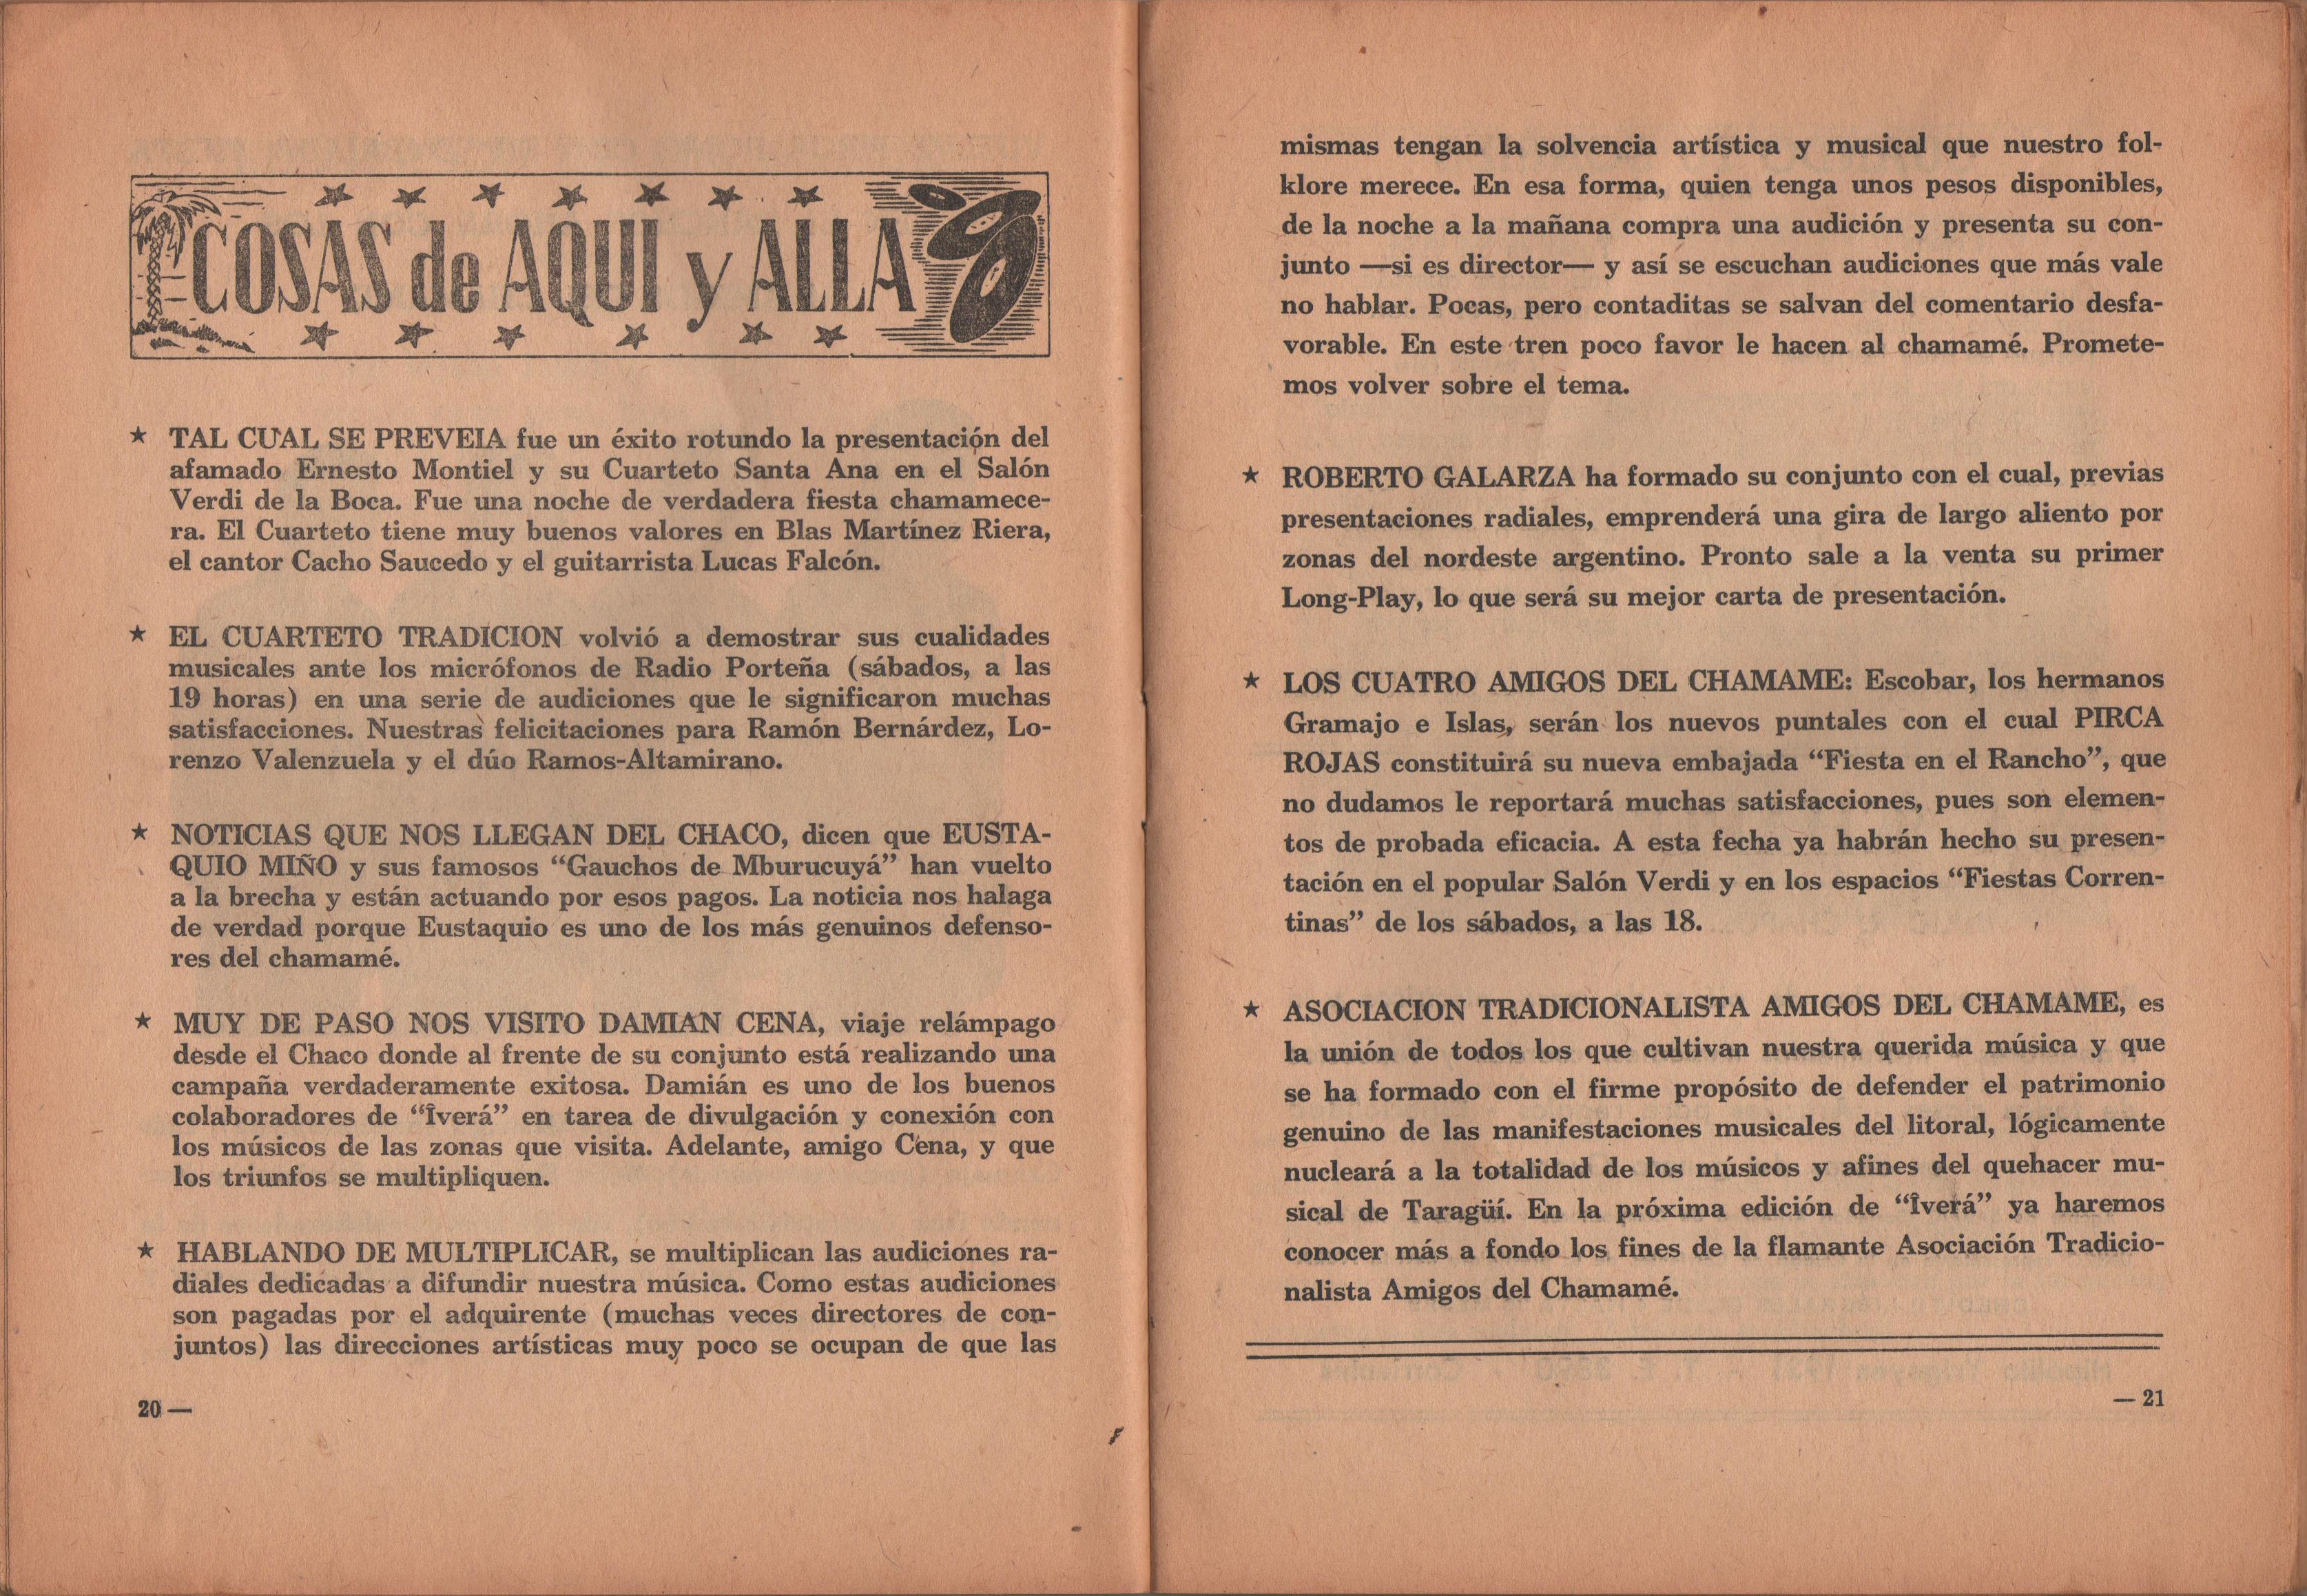 COSAS de AQUI y ALLA
★ TAL CUAL SE PREVEIA fue un éxito rotundo la presentación del
afamado Ernesto Montiel y su Cuarteto Santa Ana en el Salón
Verdi de la Boca. Fue una noche de verdadera fiesta chamamece-
ra. El Cuarteto tiene muy buenos valores en Blas Martínez Riera,
el cantor Cacho Saucedo y el guitarrista Lucas Falcón.
★ EL CUARTETO TRADICION volvió a demostrar sus cualidades
musicales ante los micrófonos de Radio Porteña (sábados, a las
19 horas) en una serie de audiciones que le significaron muchas
satisfacciones. Nuestras felicitaciones para Ramón Bernárdez, Lo-
renzo Valenzuela y el dúo Ramos-Altamirano.
★ NOTICIAS QUE NOS LLEGAN DEL CHACO, dicen que EUSTA-
QUIO MIÑO y sus famosos “Gauchos de Mburucuyá” han vuelto
a la brecha y están actuando por esos pagos. La noticia nos halaga
de verdad porque Eustaquio es uno de los más genuinos defenso-
res del chamamé.
★ MUY DE PASO NOS VISITO DAMIAN CENA, viaje relámpago
desde el Chaco donde al frente de su conjunto está realizando una
campaña verdaderamente exitosa. Damián es uno de los buenos
colaboradores de “Îverá” en tarea de divulgación y conexión con
los músicos de las zonas que visita. Adelante, amigo Cena, y que
los triunfos se multipliquen.
★ HABLANDO DE MULTIPLICAR, se multiplican las audiciones ra-
diales dedicadas a difundir nuestra música. Como estas audiciones
son pagadas por el adquirente (muchas veces directores de con-
juntos) las direcciones artísticas muy poco se ocupan de que las
20 —
mismas tengan la solvencia artística y musical que nuestro fol-
klore merece. En esa forma, quien tenga unos pesos disponibles,
de la noche a la mañana compra una audición y presenta su con-
junto —si es director— y así se escuchan audiciones que más vale
no hablar. Pocas, pero contaditas se salvan del comentario desfa-
vorable. En este tren poco favor le hacen al chamamé. Promete-
mos volver sobre el tema.
★ ROBERTO GALARZA ha formado su conjunto con el cual, previas
presentaciones radiales, emprenderá una gira de largo aliento por
zonas del nordeste argentino. Pronto sale a la venta su primer
Long-Play, lo que será su mejor carta de presentación.
★ LOS CUATRO AMIGOS DEL CHAMAME: Escobar, los hermanos
Gramajo e Islas, serán los nuevos puntales con el cual PIRCA
ROJAS constituirá su nueva embajada “Fiesta en el Rancho”, que
no dudamos le reportará muchas satisfacciones, pues son elemen-
tos de probada eficacia. A esta fecha ya habrán hecho su presen-
tación en el popular Salón Verdi y en los espacios “Fiestas Corren-
tinas” de los sábados, a las 18.
★ ASOCIACION TRADICIONALISTA AMIGOS DEL CHAMAME, es
la unión de todos los que cultivan nuestra querida música y que
se ha formado con el firme propósito de defender el patrimonio
genuino de las manifestaciones musicales del litoral, lógicamente
nucleará a la totalidad de los músicos y afines del quehacer mu-
sical de Taragüí. En la próxima edición de “Îverá” ya haremos
conocer más a fondo los fines de la flamante Asociación Tradicio-
nalista Amigos del Chamamé.
— 21